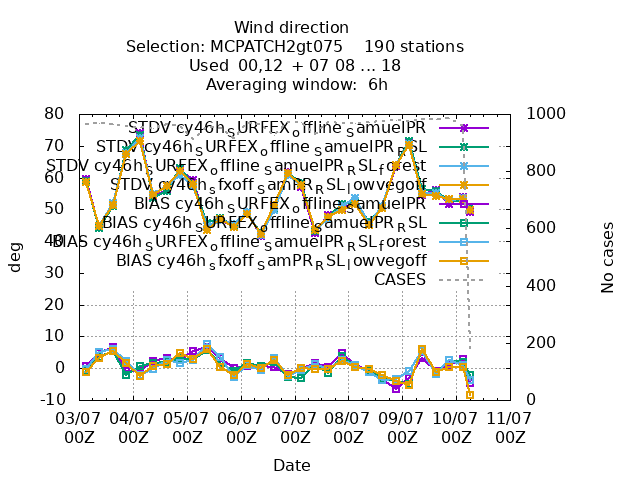 Wind direction
Selection: MCPATCH2gt075 190 stations
Used 00,12 + 07 08 ... 18
Averaging window: 6h
STDV cy46h_SURFEX_offline_samuelPR
STDV cy46h_SURFEX_offline_samuelPR_RSL
STDV cy46h_SURFEX_offline_samuelPR_RSL_forest
STDV cy46h_sfxoff_samPR_RSL_lowvegoff
BIAS cy46h_SURFEX_offline_samuelPR
BIAS cy46h_SURFEX_offline_samuelPR_RSL
BIAS cy46h_SURFEX_offline_samuelPR_RSL_forest
BIAS cy46h_sfxoff_samPR_RSL_lowvegoff
CASES
80
70
60
50
40
30
20
10
0
-10
deg
1000
800
600
400
200
0
No cases
03/07 04/07 05/07 06/07 07/07 08/07 09/07 10/07 11/07
00Z 00Z 00Z 00Z 00Z 00Z 00Z 00Z 00Z
Date